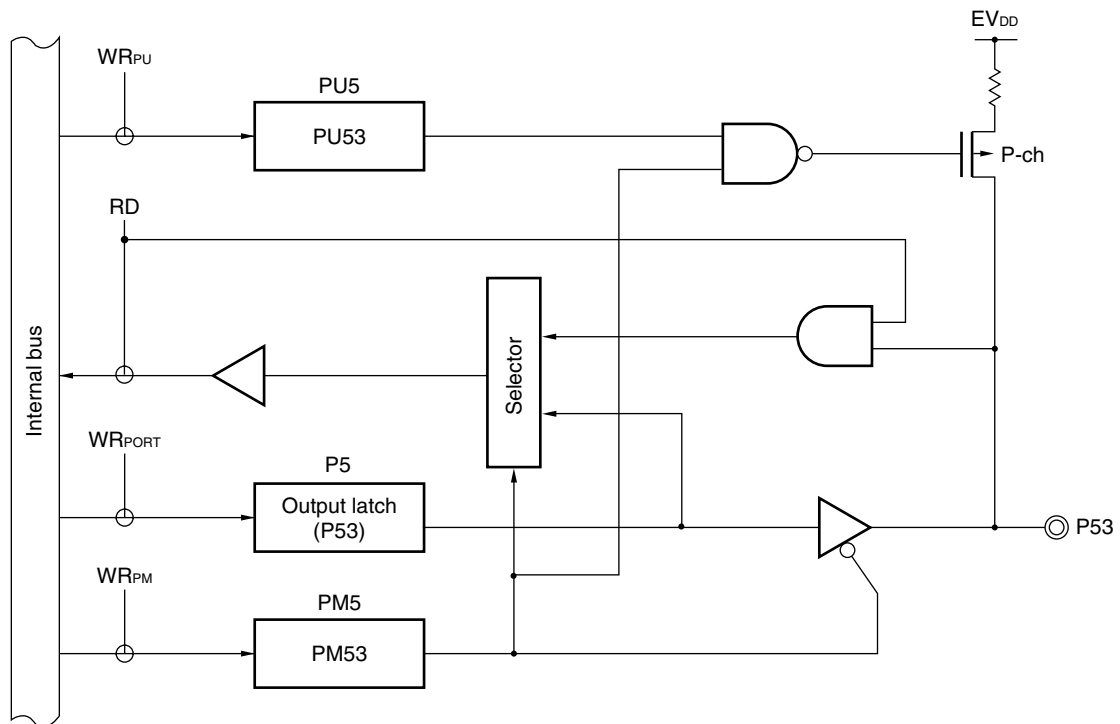 EVDD
WRPU
PU5
PU53
P-ch
RD
Internal bus
Selector
WRPORT
P5
Output latch
(P53)
P53
WRPM
PM5
PM53